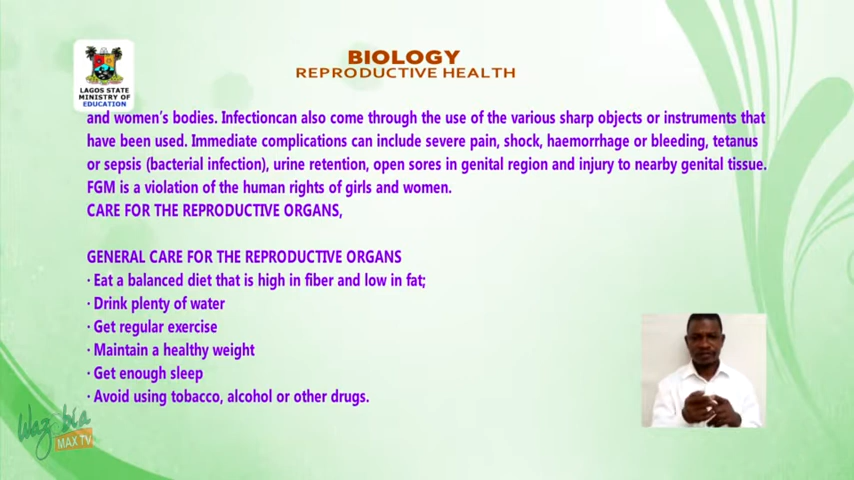 LAGOS STATE
MINISTRY OF
EDUCATION
BIOLOGY
REPRODUCTIVE HEALTH
and women's bodies. Infectioncan also come through the use of the various sharp objects or instruments that
have been used. Immediate complications can include severe pain, shock, haemorrhage or bleeding, tetanus
or sepsis (bacterial infection), urine retention, open sores in genital region and injury to nearby genital tissue.
FGM is a violation of the human rights of girls and women.
CARE FOR THE REPRODUCTIVE ORGANS,
GENERAL CARE FOR THE REPRODUCTIVE ORGANS
· Eat a balanced diet that is high in fiber and low in fat;
· Drink plenty of water
· Get regular exercise
· Maintain a healthy weight
· Get enough sleep
· Avoid using tobacco, alcohol or other drugs.
MAX TV